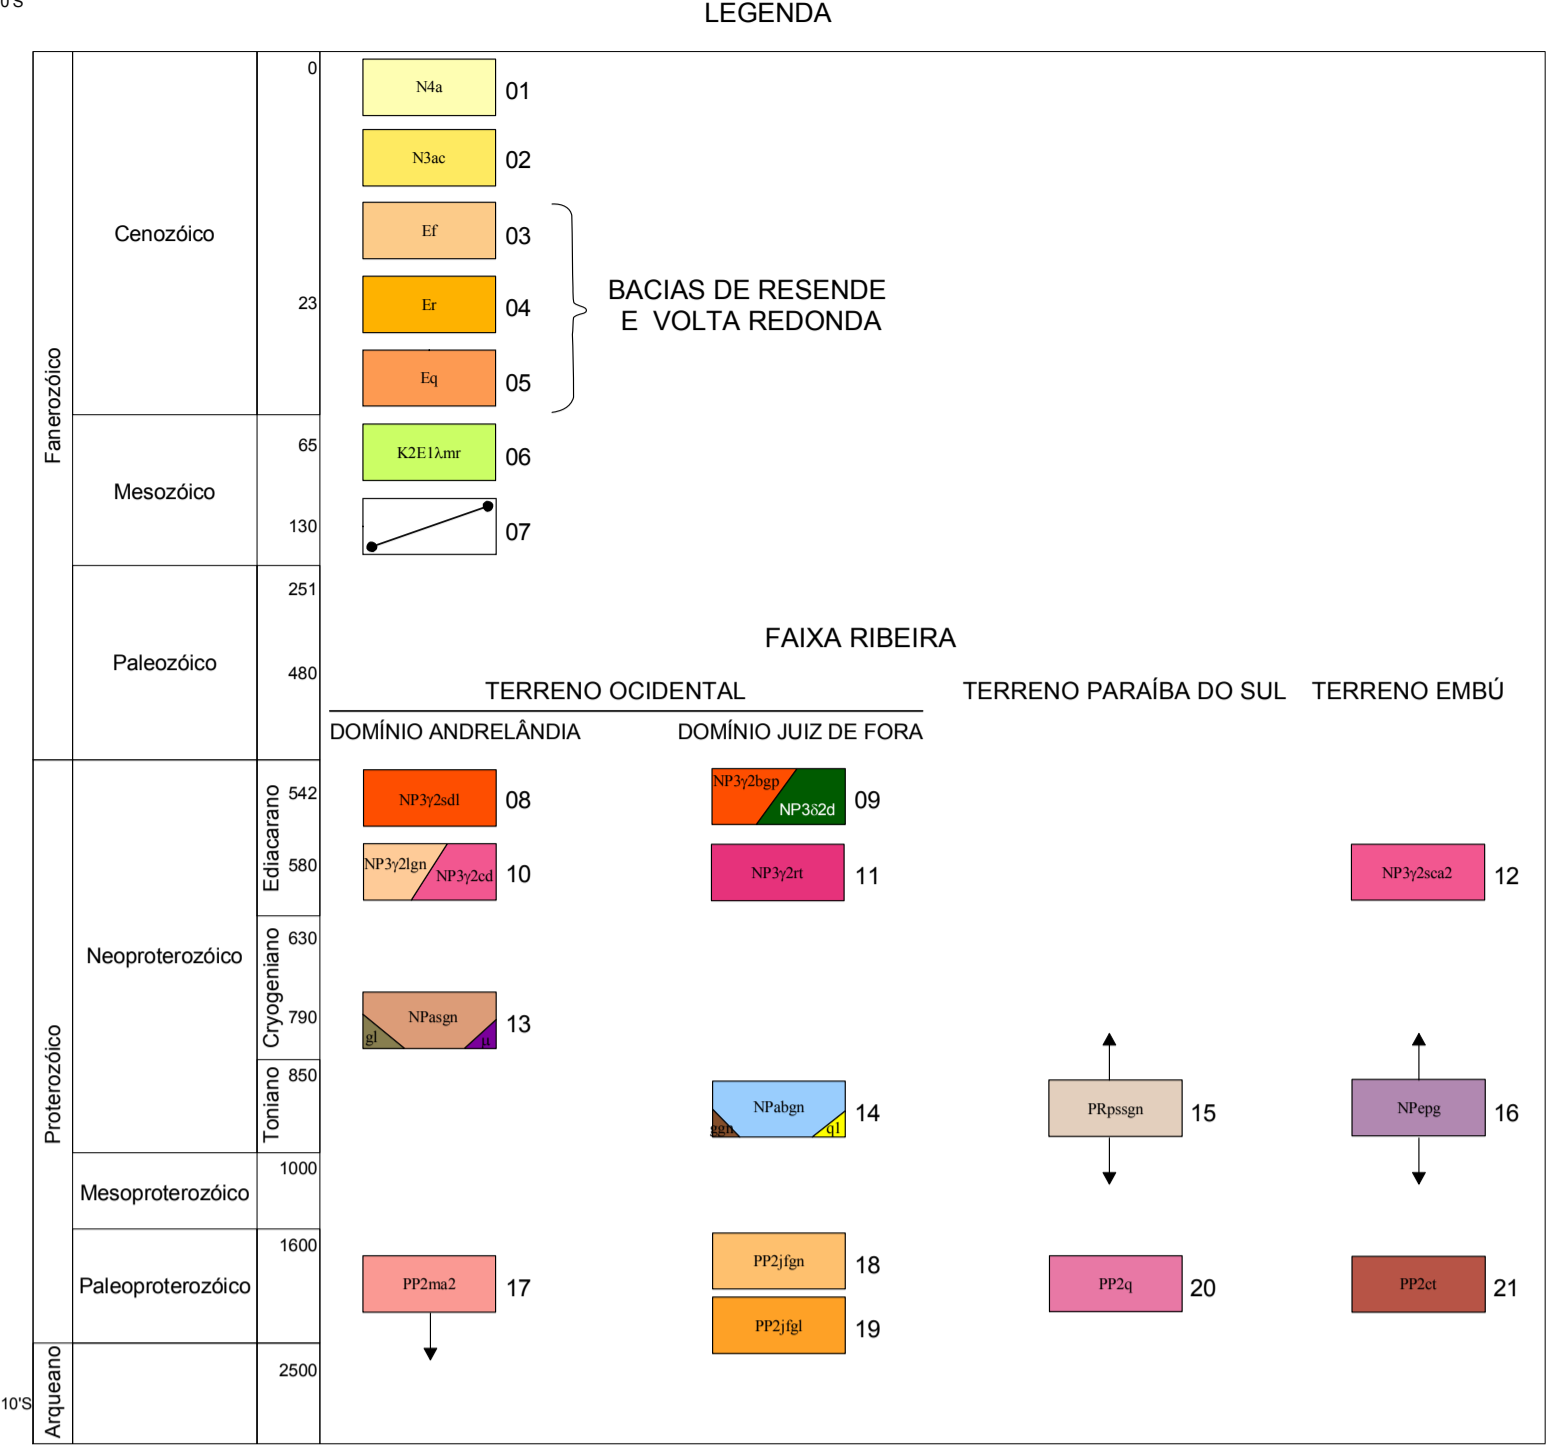 0'S
LEGENDA
0
N4a 01
N3ac 02
Ef 03
Cenozóico
BACIAS DE RESENDE
E VOLTA REDONDA
23
Er 04
Eq 05
Fanerozóico
65
K2E1λmr 06
Mesozóico
130
07
251
FAIXA RIBEIRA
Paleozóico
480
TERRENO OCIDENTAL TERRENO PARAÍBA DO SUL TERRENO EMBÚ
DOMÍNIO ANDRELÂNDIA DOMÍNIO JUIZ DE FORA
Ediacarano
542
NP3γ2sdl 08
NP3γ2bgp NP3δ2d 09
580
NP3γ2lgn NP3γ2cd 10
NP3γ2rt 11
NP3γ2sca2 12
Neoproterozóico
Cryogeniano
630
790
NPasgn gl μ 13
Proterozóico
Toniano
850
NPabgn ggn ql 14
PRpssgn 15
NPepg 16
1000
Mesoproterozóico
1600
Paleoproterozóico
PP2ma2 17
PP2jfgn 18
PP2jfgl 19
PP2q 20
PP2ct 21
2500
Arqueano
10'S